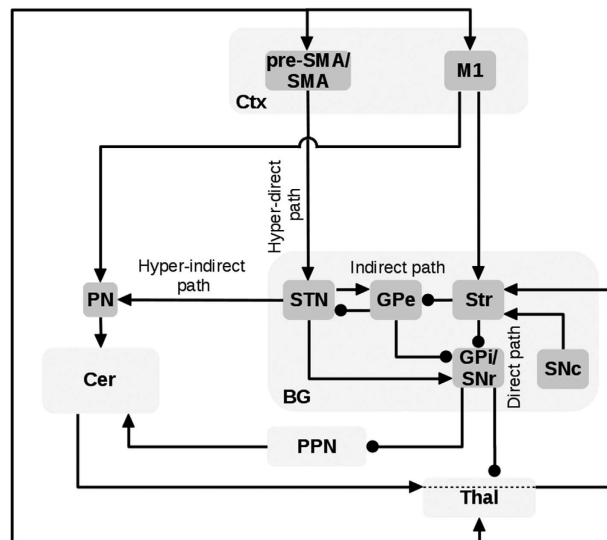 pre-SMA/
SMA
M1
Ctx
Hyper-direct
path
Hyper-indirect
path
Indirect path
PN
STN
GPe
Str
GPi/
SNr
Direct path
SNc
Cer
BG
PPN
Thal